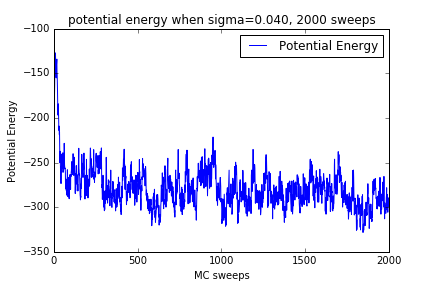 potential energy when sigma=0.040, 2000 sweeps
Potential Energy
−100
−150
−200
−250
−300
−350
Potential Energy
0
500
1000
1500
2000
MC sweeps